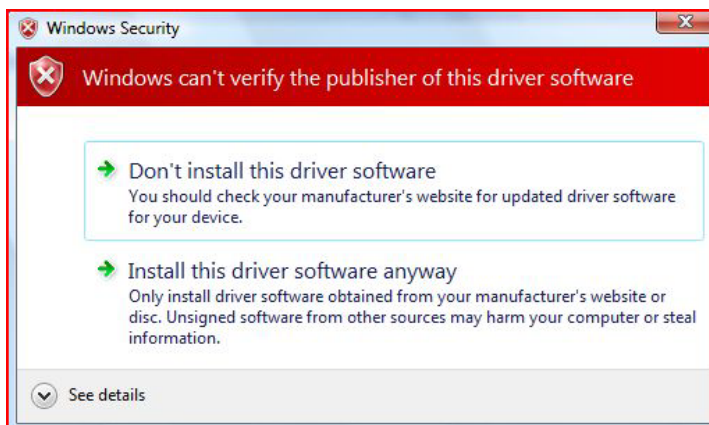 Windows Security
Windows can't verify the publisher of this driver software
Don't install this driver software
You should check your manufacturer's website for updated driver software
for your device.
Install this driver software anyway
Only install driver software obtained from your manufacturer's website or
disc. Unsigned software from other sources may harm your computer or steal
information.
See details